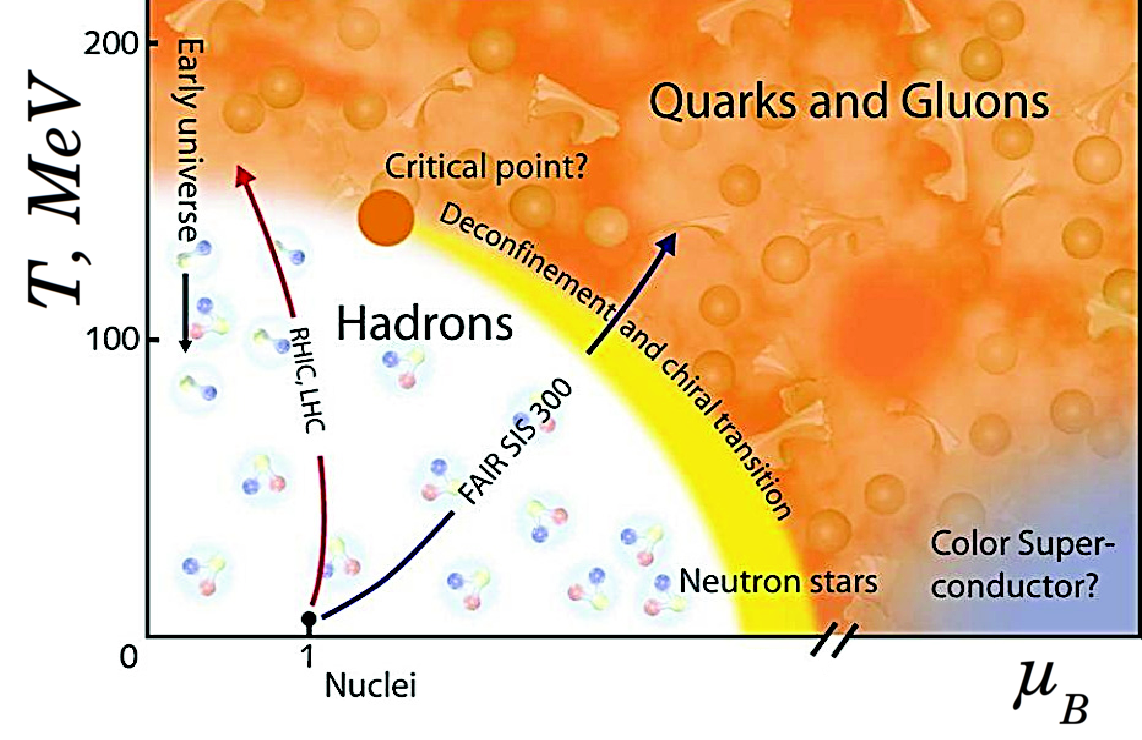 200
T, MeV
Early universe
Quarks and Gluons
Critical point?
Deconfinement and chiral transition
Hadrons
100
RHIC, LHC
FAIR SIS 300
Color Super-
conductor?
Neutron stars
0
1
Nuclei
μ_B